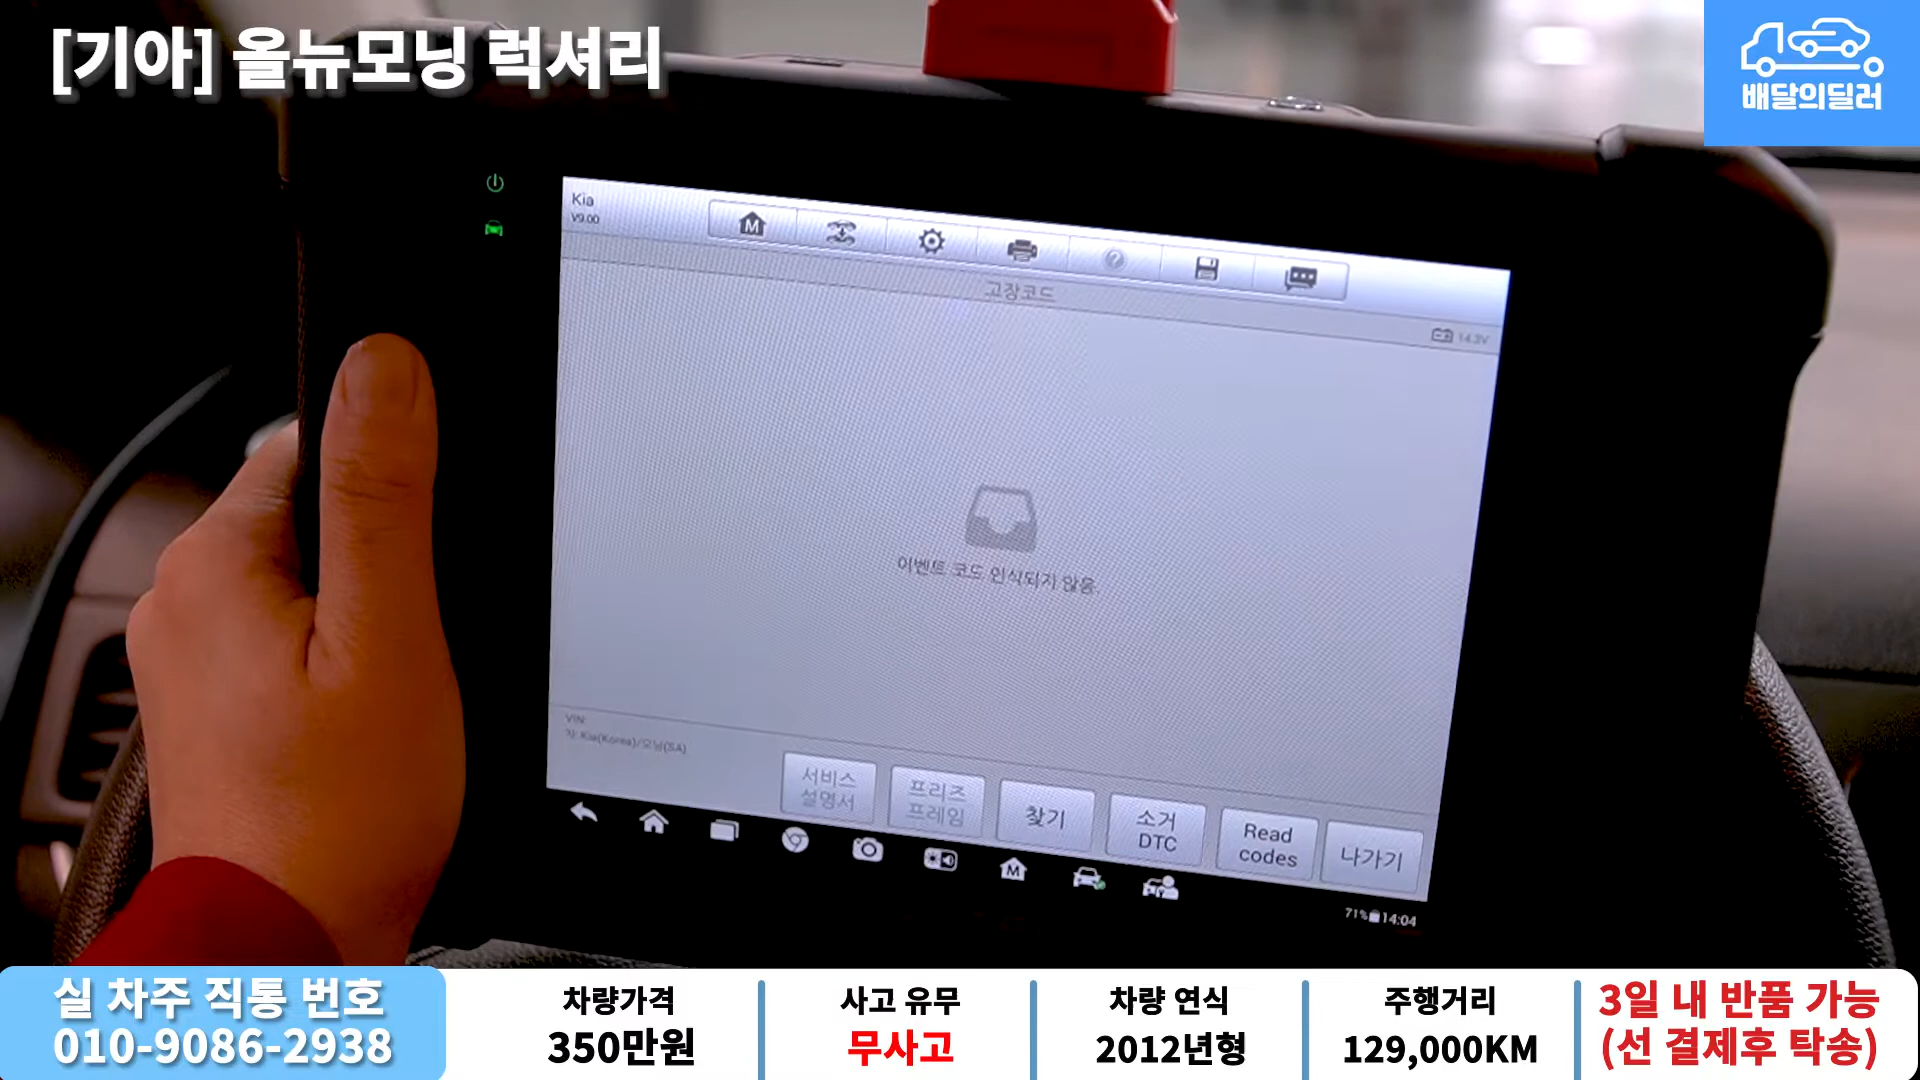 [기아] 올뉴모닝 럭셔리
배달의딜러
Kia
V9.00
고장코드
14.3V
이벤트 코드 인식되지 않음.
VIN:
차: Kia(Korea)/모닝(SA)
서비스
설명서
프리즈
프레임
찾기
소거
DTC
Read
codes
나가기
71% 14:04
실 차주 직통 번호
010-9086-2938
차량가격
350만원
사고 유무
무사고
차량 연식
2012년형
주행거리
129,000KM
3일 내 반품 가능
(선 결제후 탁송)